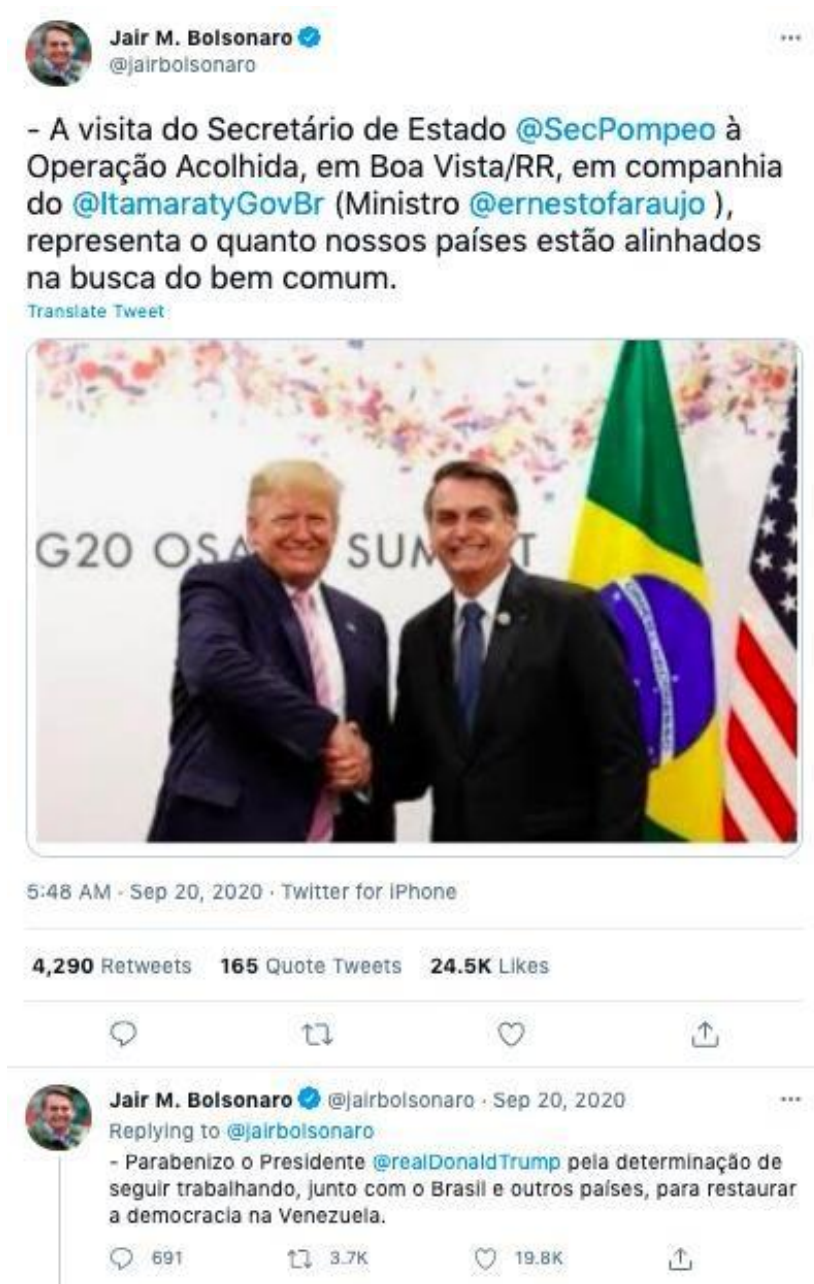 Jair M. Bolsonaro
@jairbolsonaro
- A visita do Secretário de Estado @SecPompeo à
Operação Acolhida, em Boa Vista/RR, em companhia
do @ItamaratyGovBr (Ministro @ernestofaraujo ),
representa o quanto nossos países estão alinhados
na busca do bem comum.
Translate Tweet
G20 OSA SUM T
5:48 AM · Sep 20, 2020 · Twitter for iPhone
4,290 Retweets 165 Quote Tweets 24.5K Likes
Jair M. Bolsonaro @jairbolsonaro · Sep 20, 2020
Replying to @jairbolsonaro
- Parabenizo o Presidente @realDonaldTrump pela determinação de
seguir trabalhando, junto com o Brasil e outros países, para restaurar
a democracia na Venezuela.
691 3.7K 19.8K